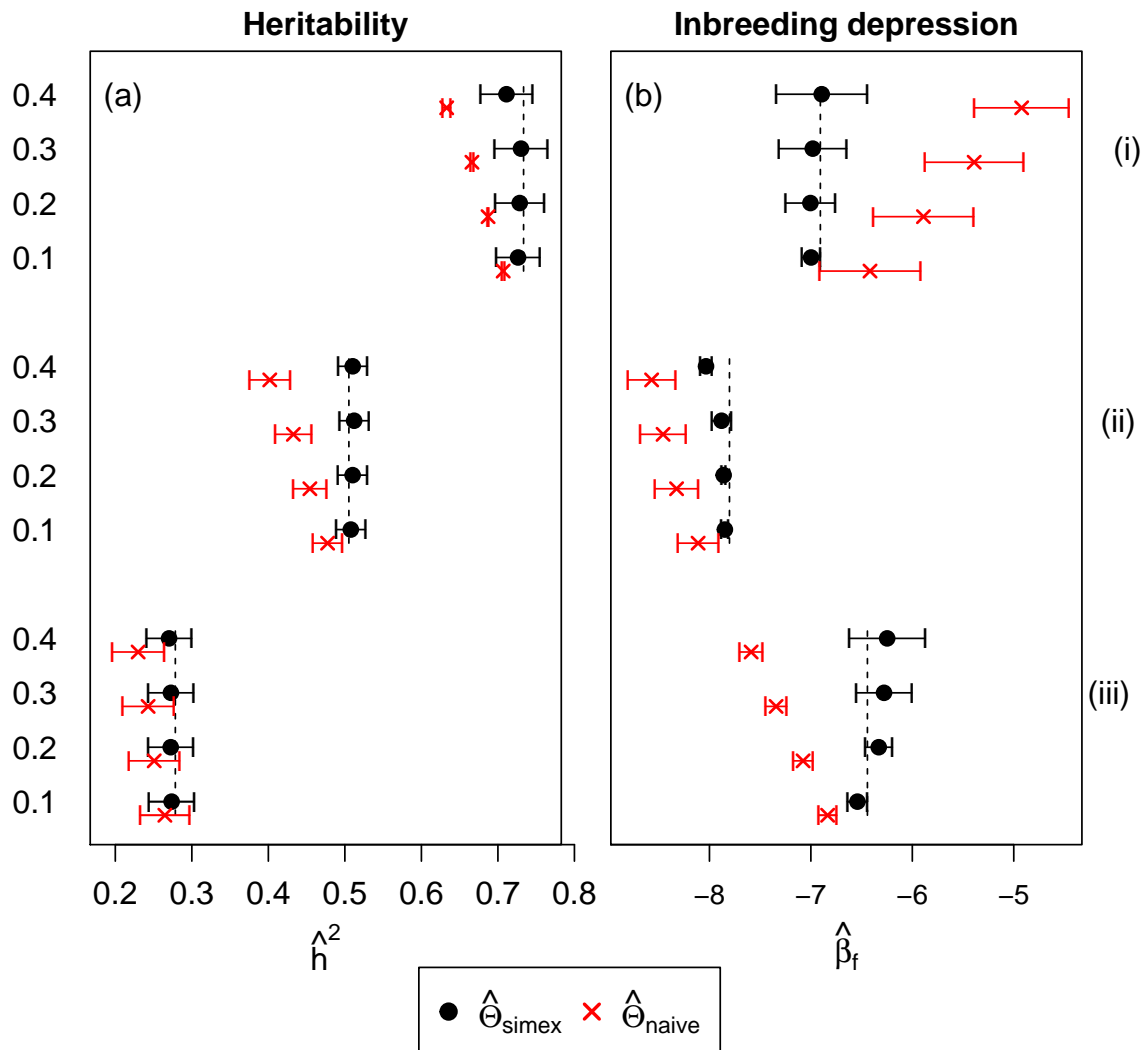 Heritability
Inbreeding depression
(a)
(b)
0.4
0.3
0.2
0.1
(i)
0.4
0.3
0.2
0.1
(ii)
0.4
0.3
0.2
0.1
(iii)
0.2 0.3 0.4 0.5 0.6 0.7 0.8
−8 −7 −6 −5
ĥ²
β̂f
Θ̂simex Θ̂naive